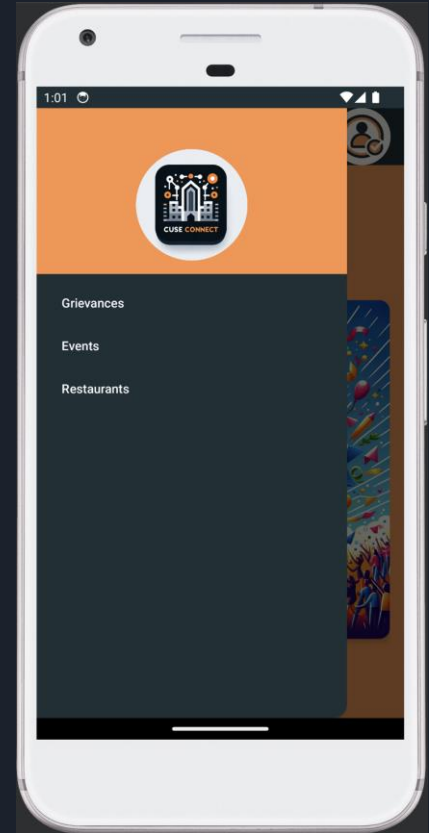 1:01
CUSE CONNECT
Grievances
Events
Restaurants